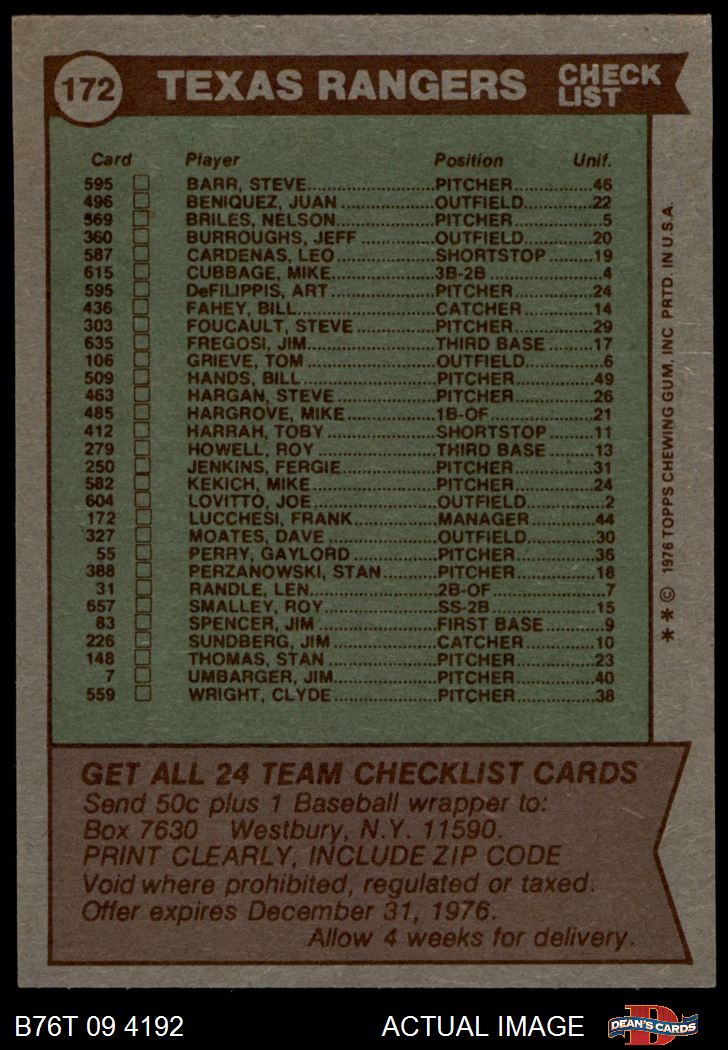 172 TEXAS RANGERS CHECK LIST
Card Player Position Unif.
595 BARR, STEVE PITCHER 46
496 BENIQUEZ, JUAN OUTFIELD 22
569 BRILES, NELSON PITCHER 5
360 BURROUGHS, JEFF OUTFIELD 20
587 CARDENAS, LEO SHORTSTOP 19
615 CUBBAGE, MIKE 3B-2B 4
595 DeFILIPPIS, ART PITCHER 24
436 FAHEY, BILL CATCHER 14
303 FOUCAULT, STEVE PITCHER 29
635 FREGOSI, JIM THIRD BASE 17
106 GRIEVE, TOM OUTFIELD 6
509 HANDS, BILL PITCHER 49
463 HARGAN, STEVE PITCHER 26
485 HARGROVE, MIKE 1B-OF 21
412 HARRAH, TOBY SHORTSTOP 11
279 HOWELL, ROY THIRD BASE 13
250 JENKINS, FERGIE PITCHER 31
582 KEKICH, MIKE PITCHER 24
604 LOVITTO, JOE OUTFIELD 2
172 LUCCHESI, FRANK MANAGER 44
327 MOATES, DAVE OUTFIELD 30
55 PERRY, GAYLORD PITCHER 36
388 PERZANOWSKI, STAN PITCHER 18
31 RANDLE, LEN 2B-OF 7
657 SMALLEY, ROY SS-2B 15
83 SPENCER, JIM FIRST BASE 9
226 SUNDBERG, JIM CATCHER 10
148 THOMAS, STAN PITCHER 23
7 UMBARGER, JIM PITCHER 40
559 WRIGHT, CLYDE PITCHER 38
**© 1976 TOPPS CHEWING GUM, INC PRTD. IN U.S.A.
GET ALL 24 TEAM CHECKLIST CARDS
Send 50c plus 1 Baseball wrapper to:
Box 7630 Westbury, N.Y. 11590.
PRINT CLEARLY, INCLUDE ZIP CODE
Void where prohibited, regulated or taxed.
Offer expires December 31, 1976.
Allow 4 weeks for delivery.
B76T 09 4192 ACTUAL IMAGE D DEAN'S CARDS